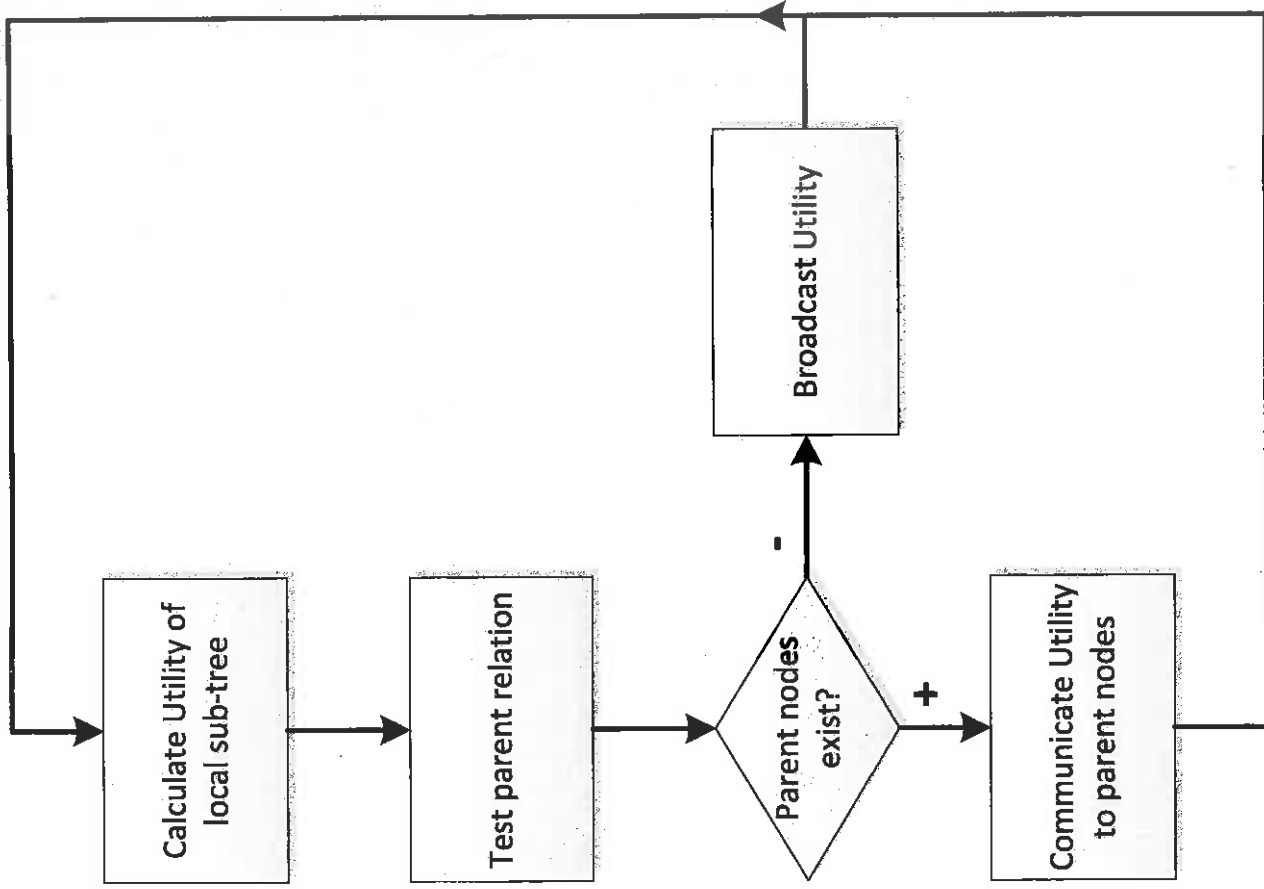 Calculate Utility of
local sub-tree
Test parent relation
Parent nodes
exist?
-
Broadcast Utility
+
Communicate Utility
to parent nodes